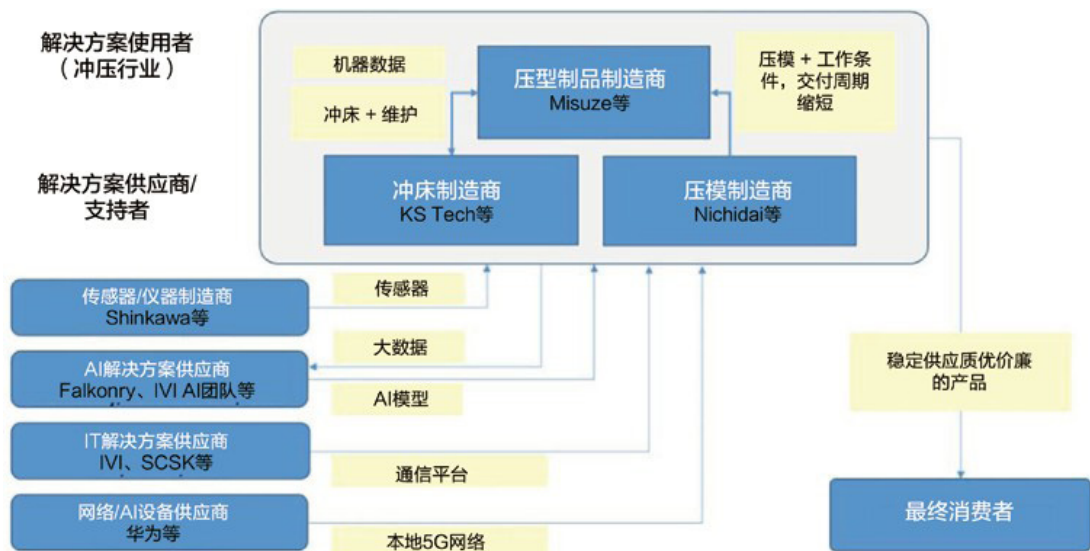 解决方案使用者
（冲压行业）
机器数据
冲床 + 维护
压型制品制造商
Misuze等
压模 + 工作条
件，交付周期
缩短
解决方案供应商/
支持者
冲床制造商
KS Tech等
压模制造商
Nichidai等
传感器/仪器制造商
Shinkawa等
传感器
AI解决方案供应商
Falkonry、IVI AI团队等
大数据
AI模型
IT解决方案供应商
IVI、SCSK等
通信平台
网络/AI设备供应商
华为等
本地5G网络
稳定供应质优价廉
的产品
最终消费者